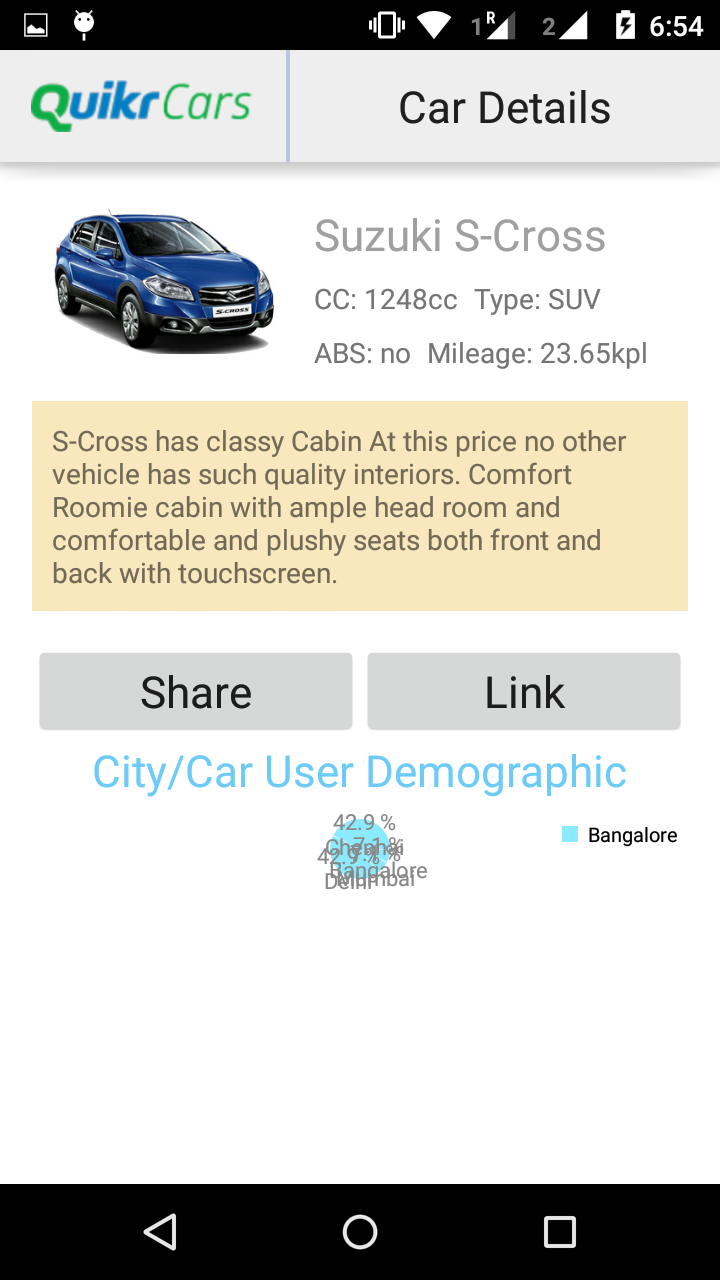 1 R 2 6:54
QuikrCars Car Details
Suzuki S-Cross
CC: 1248cc Type: SUV
ABS: no Mileage: 23.65kpl
S-CROSS
S-Cross has classy Cabin At this price no other
vehicle has such quality interiors. Comfort
Roomie cabin with ample head room and
comfortable and plushy seats both front and
back with touchscreen.
Share Link
City/Car User Demographic
42.9 %
Bangalore
7.1 %
Chennai
42.9 %
Bangalore
Delhi Mumbai